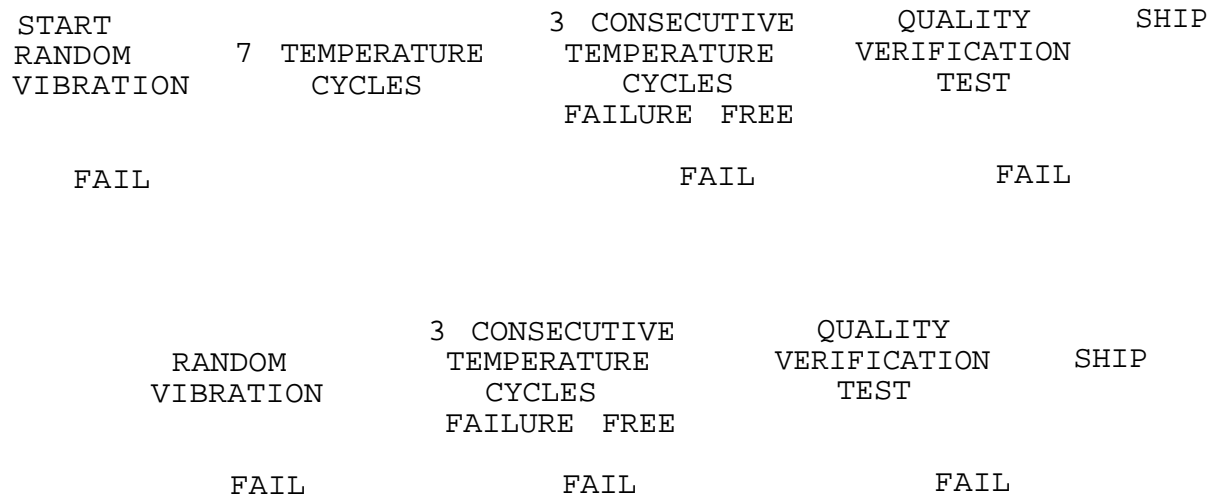 START
RANDOM
VIBRATION
7 TEMPERATURE
CYCLES
3 CONSECUTIVE
TEMPERATURE
CYCLES
FAILURE FREE
QUALITY
VERIFICATION
TEST
SHIP
FAIL
FAIL
FAIL
RANDOM
VIBRATION
3 CONSECUTIVE
TEMPERATURE
CYCLES
FAILURE FREE
QUALITY
VERIFICATION
TEST
SHIP
FAIL
FAIL
FAIL